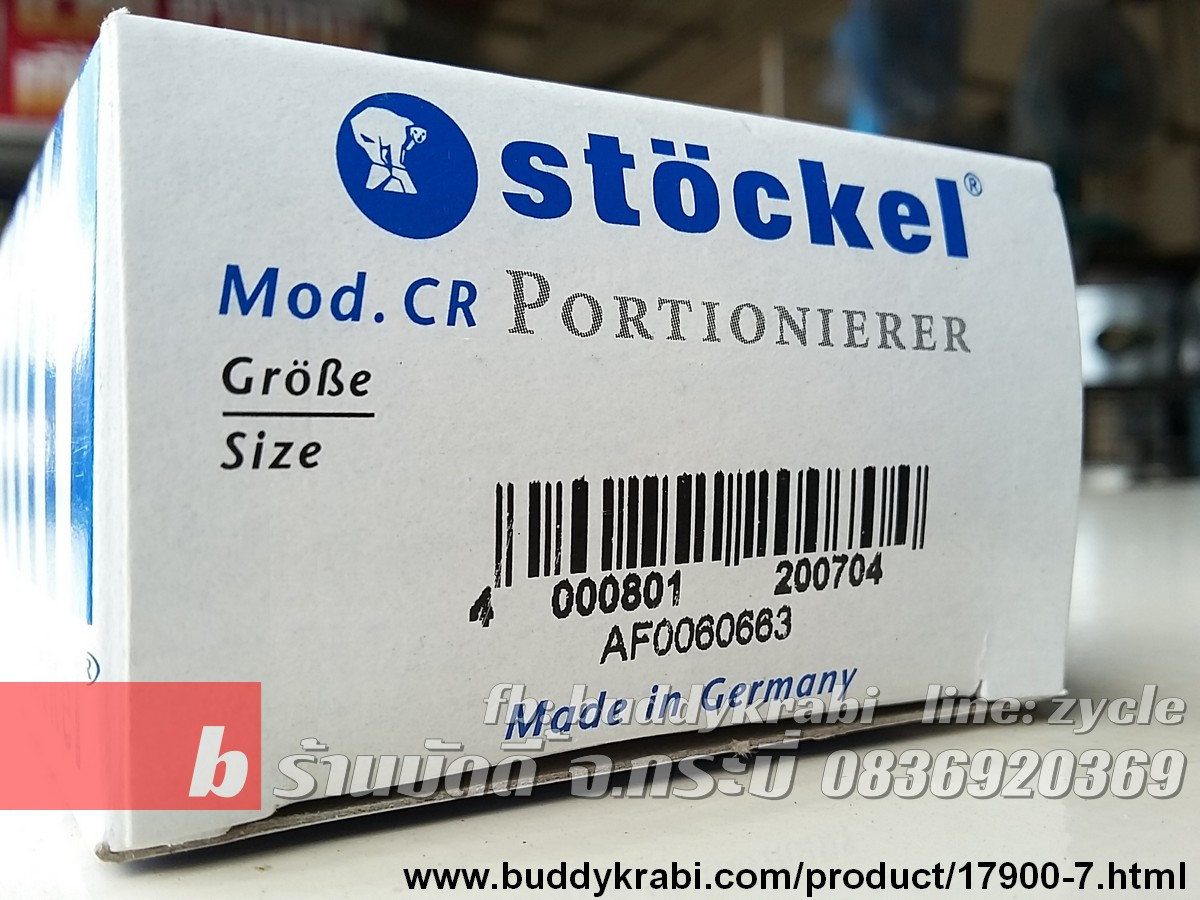 stöckel®
Mod. CR PORTIONIERER
Größe
Size
4 000801 200704
AF0060663
Made in Germany
fb: buddykrabi line: zycle
b ร้านบัดดี้ อ.กระบี่ 0836920369
www.buddykrabi.com/product/17900-7.html